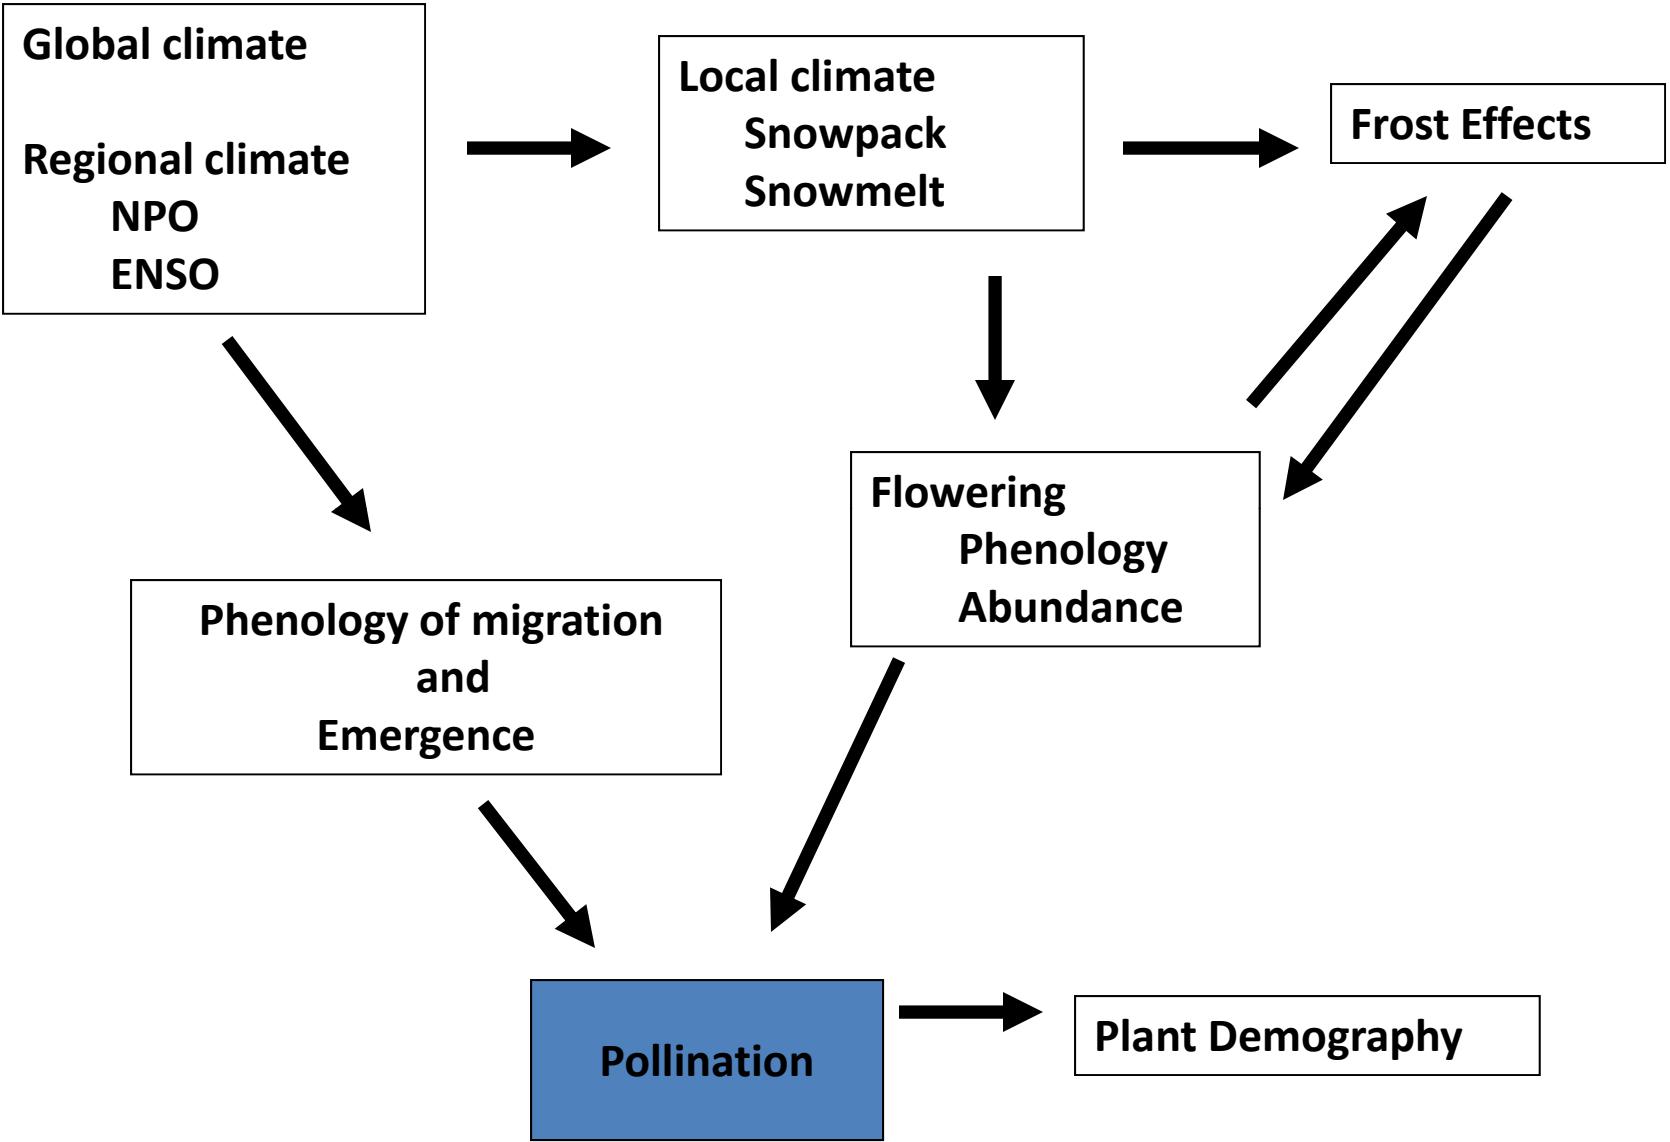 Global climate
Regional climate
NPO
ENSO
Local climate
Snowpack
Snowmelt
Frost Effects
Flowering
Phenology
Abundance
Phenology of migration
and
Emergence
Pollination
Plant Demography